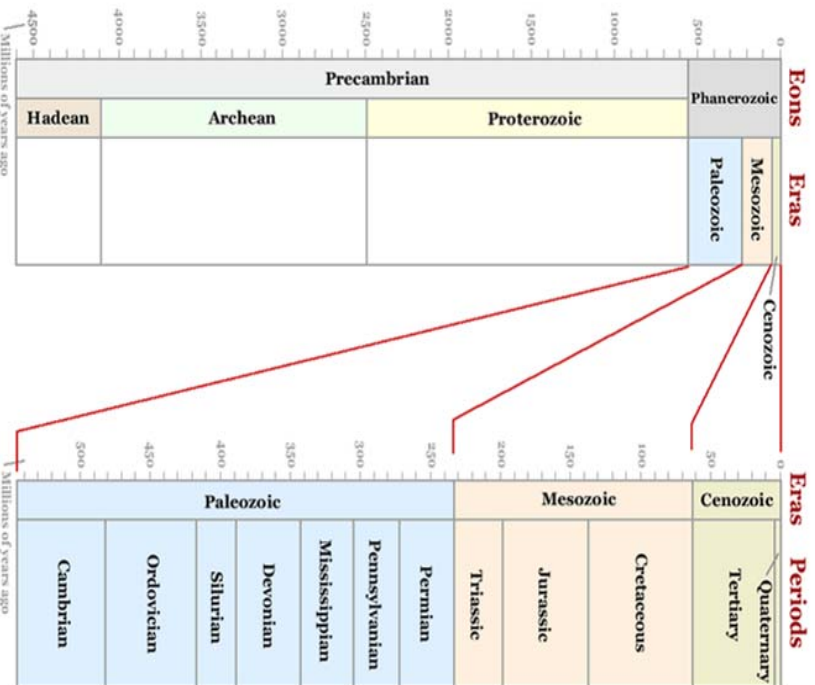 4500 4000 3500 3000 2500 2000 1500 1000 500 0
Millions of years ago
Eons
Precambrian
Phanerozoic
Hadean Archean Proterozoic
Eras
Paleozoic Mesozoic
Cenozoic
500 450 400 350 300 250 200 150 100 50 0
Millions of years ago
Eras
Paleozoic Mesozoic Cenozoic
Periods
Cambrian Ordovician Silurian Devonian Mississippian Pennsylvanian Permian Triassic Jurassic Cretaceous Tertiary Quaternary